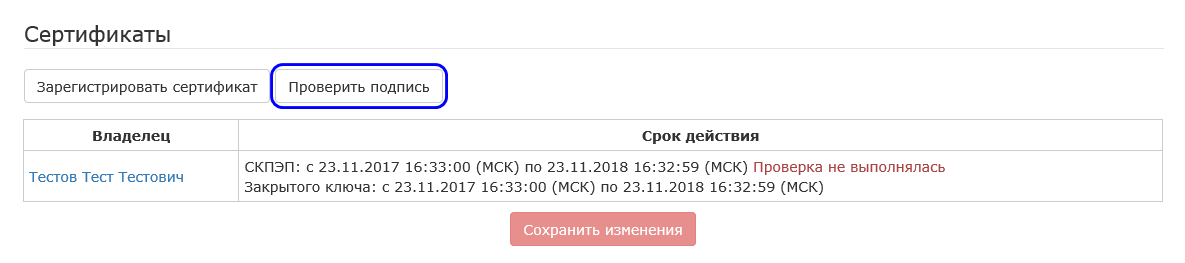 Сертификаты
Зарегистрировать сертификат Проверить подпись
Владелец Срок действия
Тестов Тест Тестович
СКПЭП: с 23.11.2017 16:33:00 (МСК) по 23.11.2018 16:32:59 (МСК) Проверка не выполнялась
Закрытого ключа: с 23.11.2017 16:33:00 (МСК) по 23.11.2018 16:32:59 (МСК)
Сохранить изменения